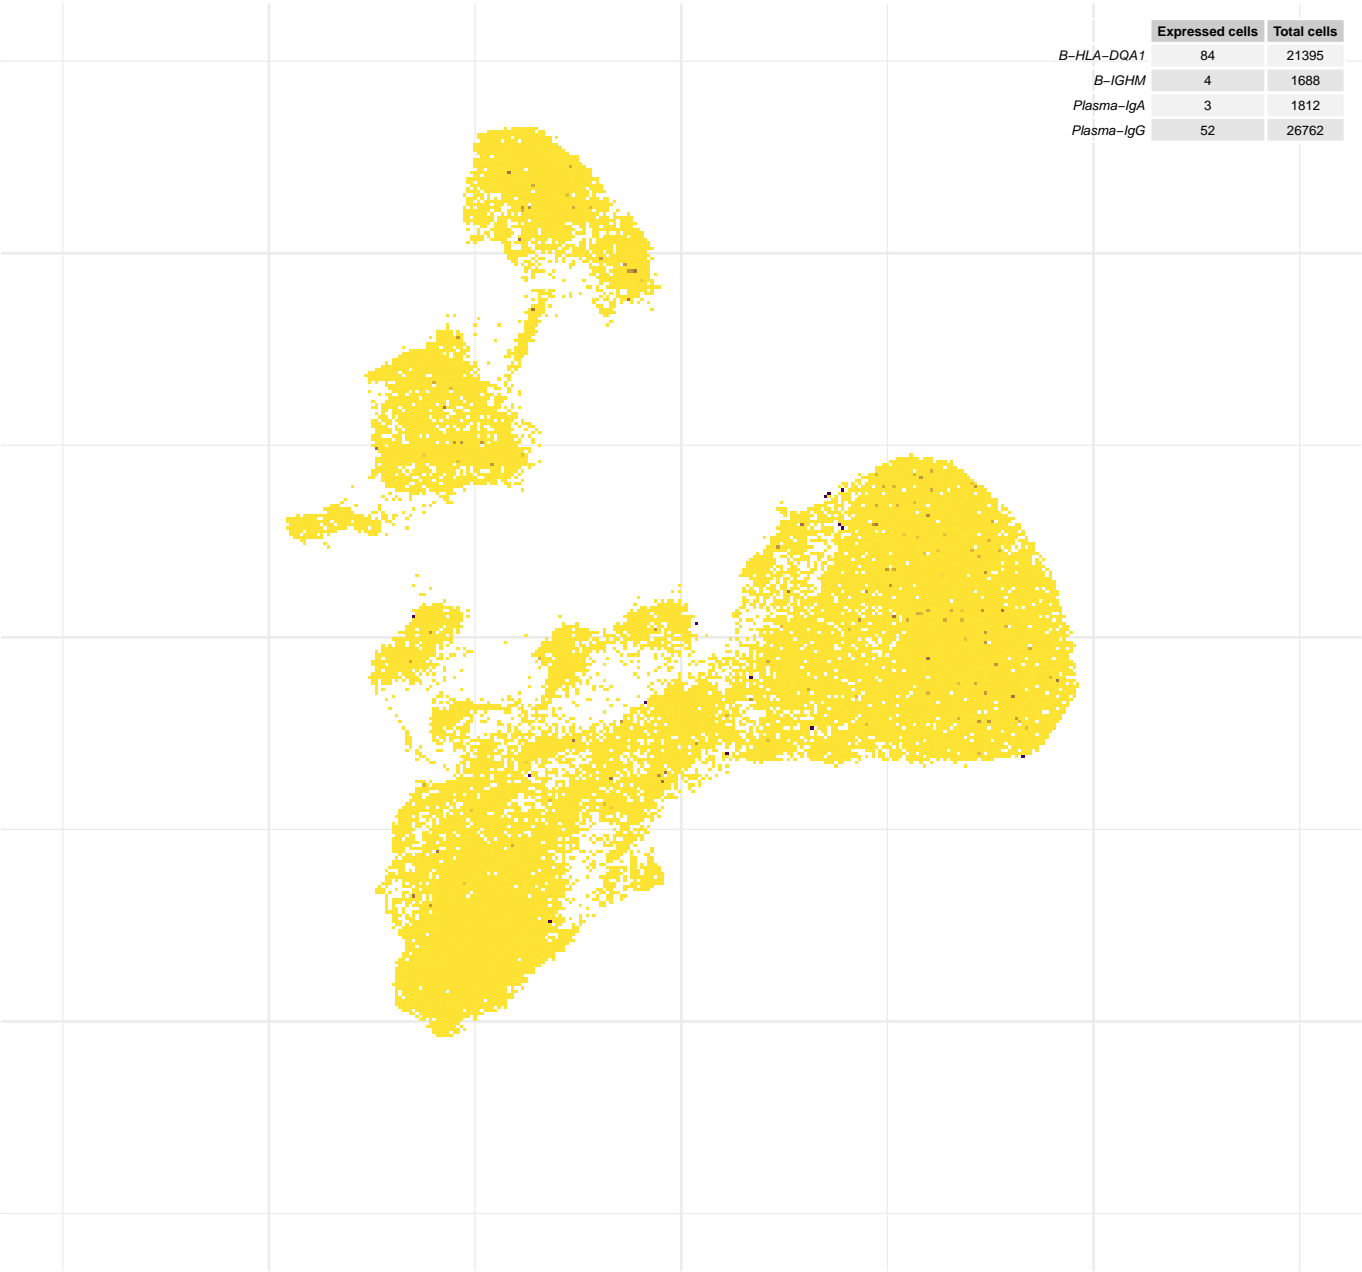 Expressed cells Total cells
B−HLA−DQA1 84 21395
B−IGHM 4 1688
Plasma−IgA 3 1812
Plasma−IgG 52 26762